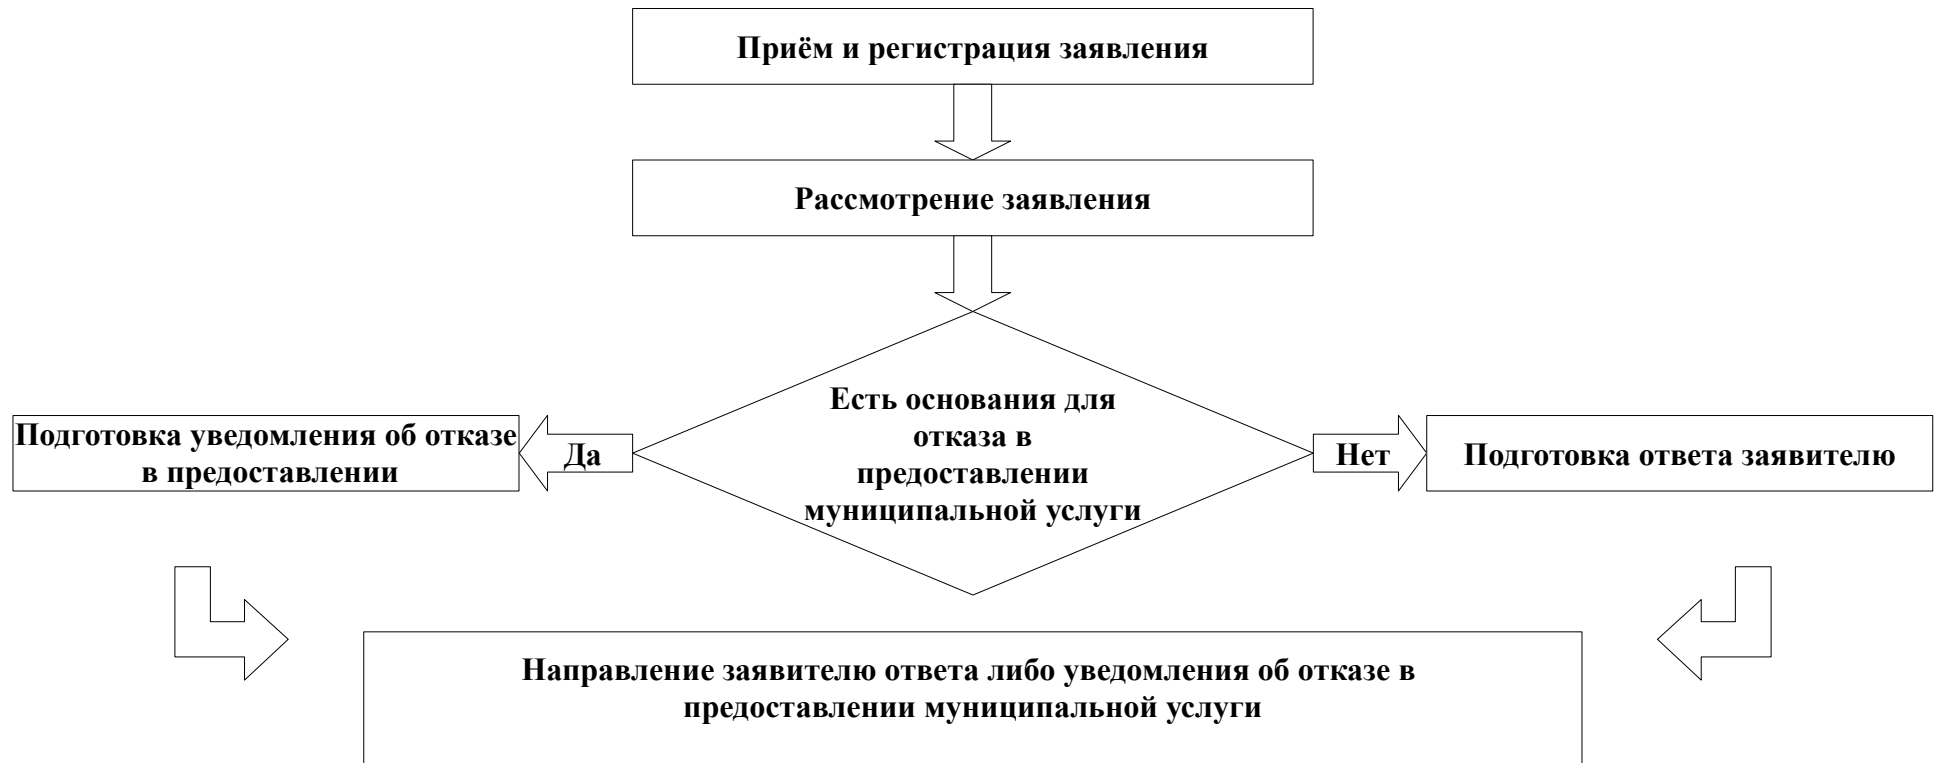 Приём и регистрация заявления
Рассмотрение заявления
Есть основания для
отказа в
предоставлении
муниципальной услуги
Подготовка уведомления об отказе
в предоставлении
Да
Нет
Подготовка ответа заявителю
Направление заявителю ответа либо уведомления об отказе в
предоставлении муниципальной услуги